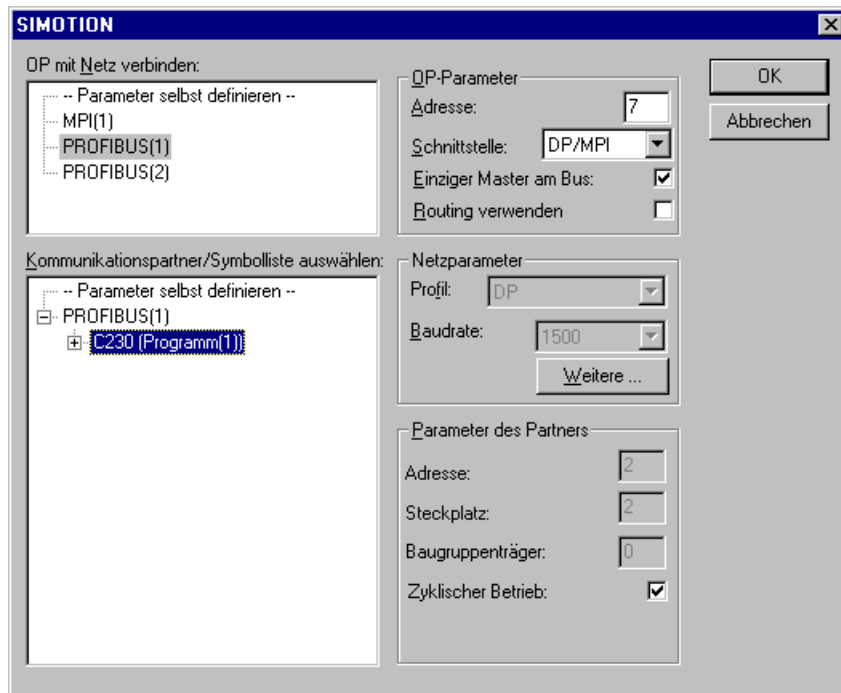 SIMOTION
OP mit Netz verbinden:
-- Parameter selbst definieren --
MPI(1)
PROFIBUS(1)
PROFIBUS(2)
Kommunikationspartner/Symbolliste auswählen:
-- Parameter selbst definieren --
PROFIBUS(1)
C230 (Programm(1))
OP-Parameter
Adresse: 7
Schnittstelle: DP/MPI
Einziger Master am Bus:
Routing verwenden
Netzparameter
Profil: DP
Baudrate: 1500
Weitere ...
Parameter des Partners
Adresse: 2
Steckplatz: 2
Baugruppenträger: 0
Zyklischer Betrieb:
OK
Abbrechen